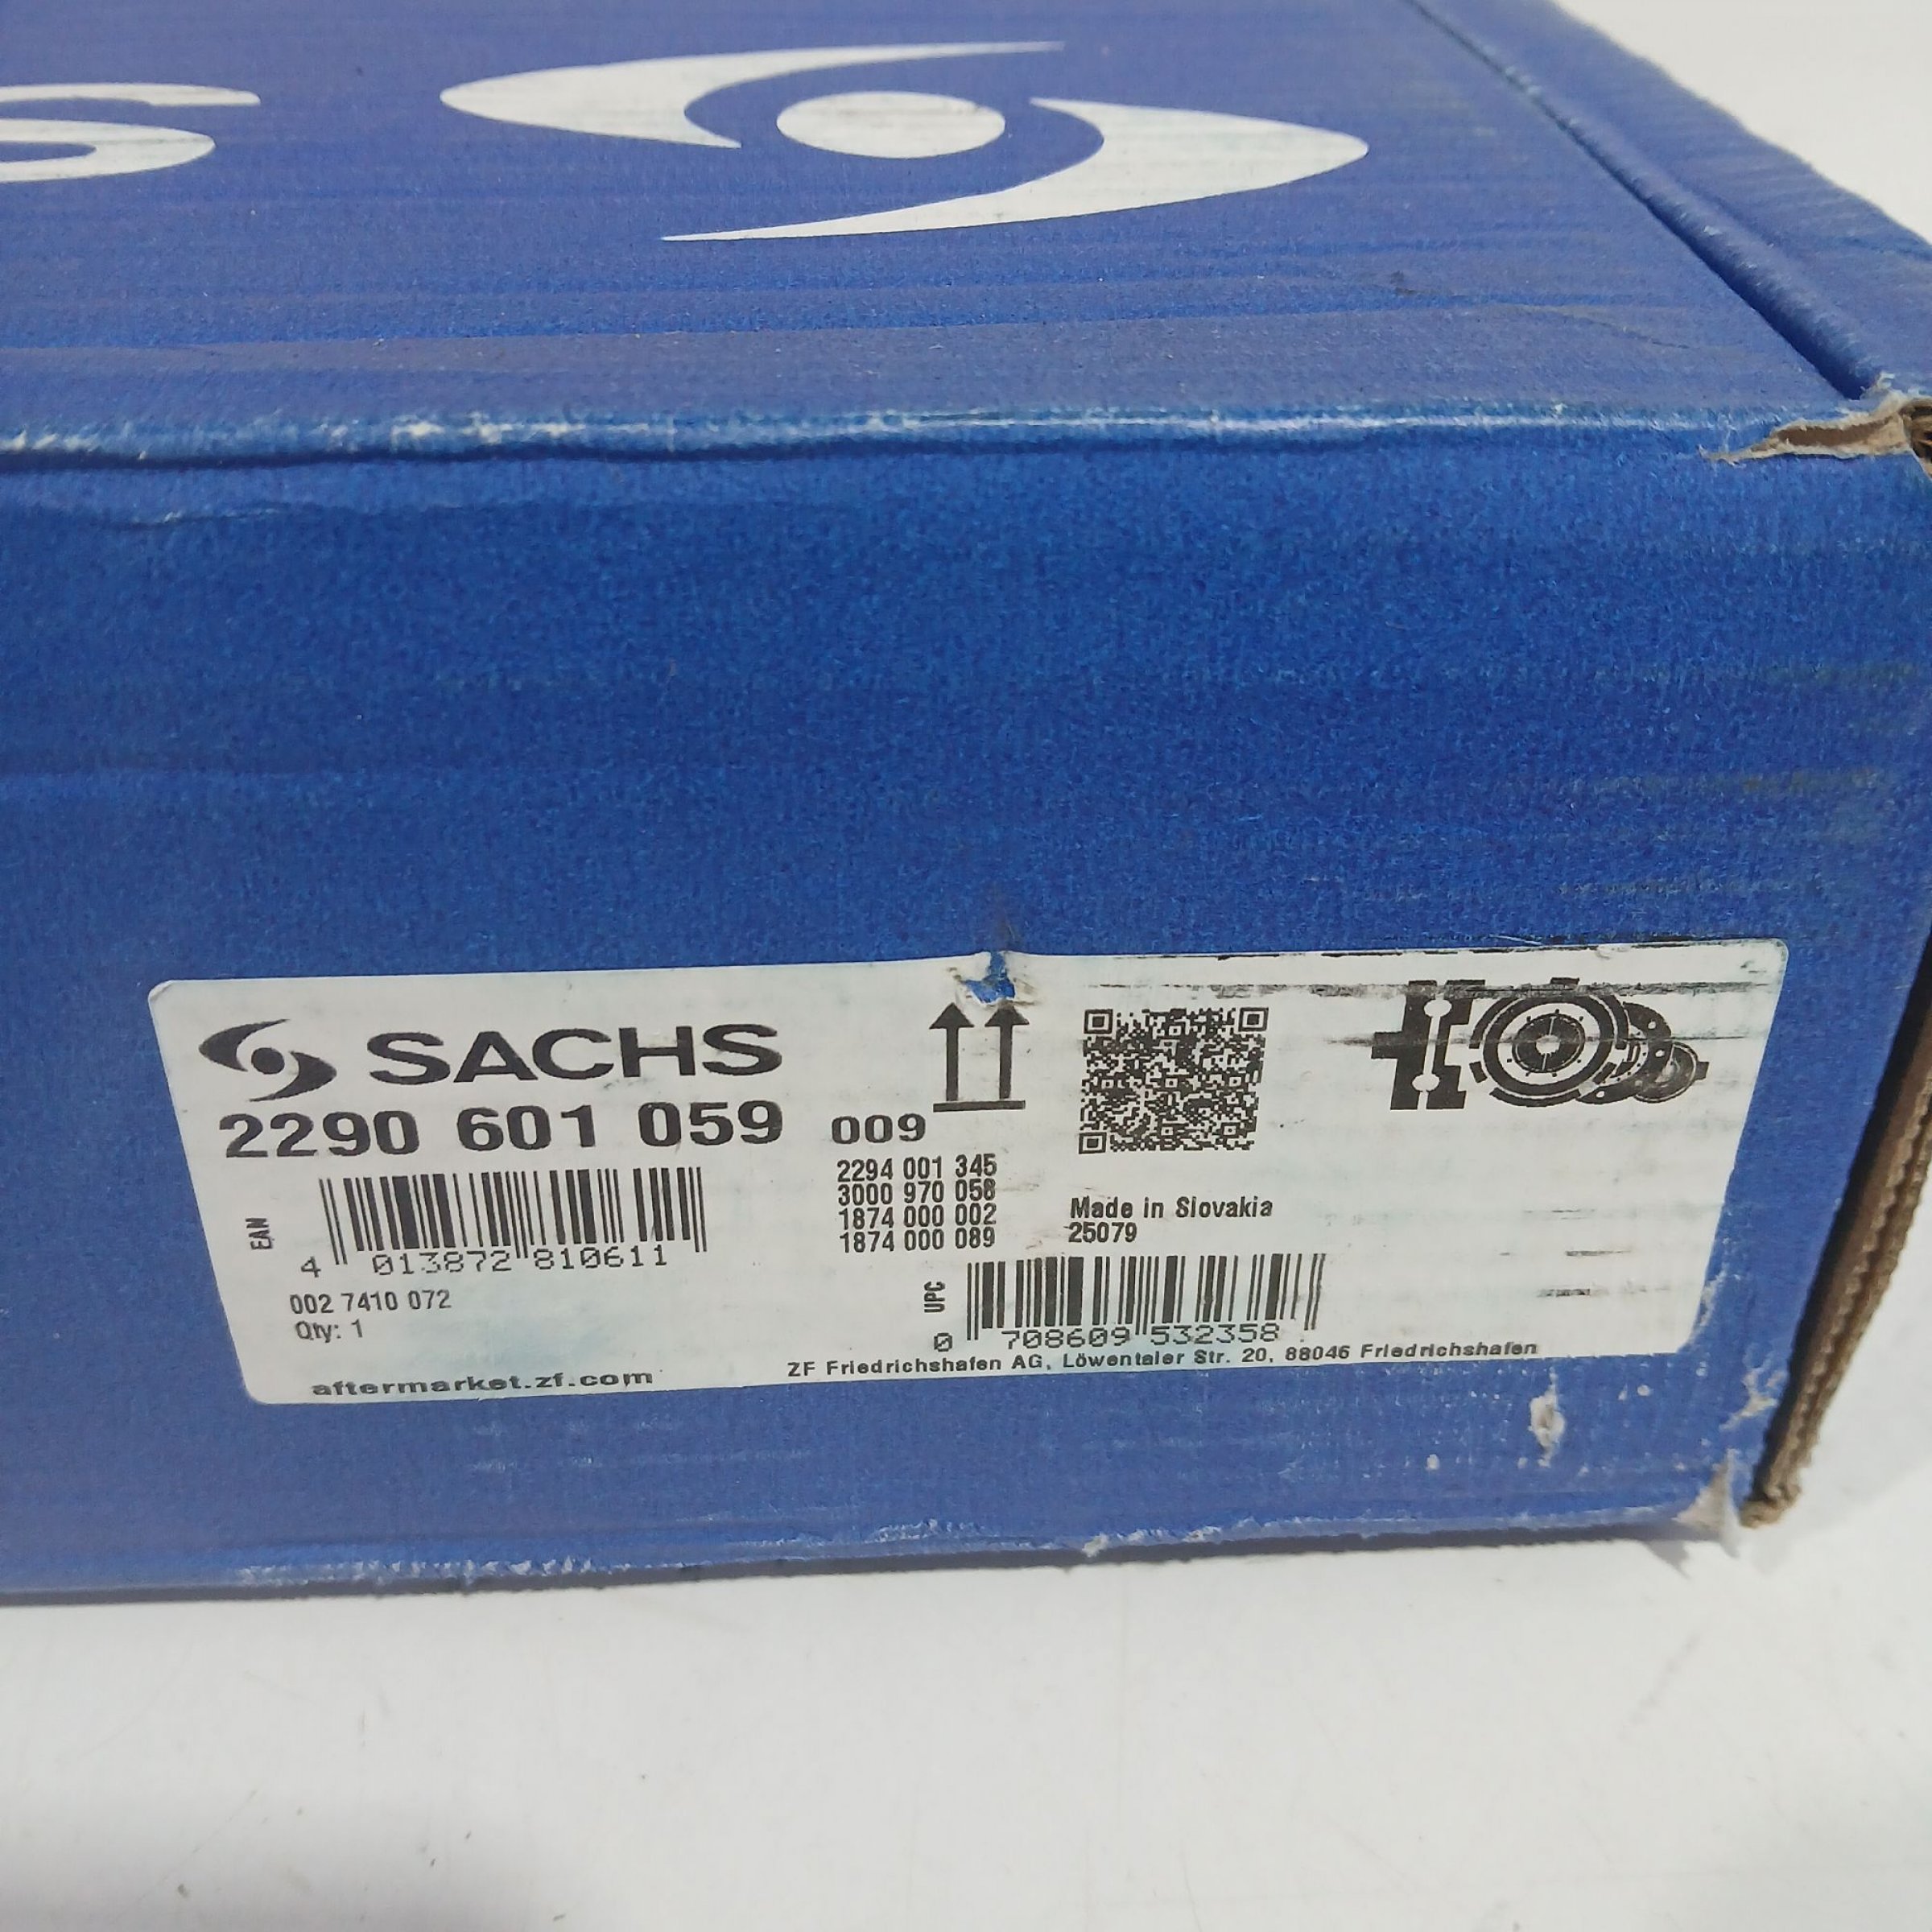 S
SACHS
2290 601 059 009
2294 001 345
3000 970 058
1874 000 002
1874 000 089
Made in Slovakia
25079
EAN
4 013872 810611
002 7410 072
Qty: 1
UPC
0 708609 532358
ZF Friedrichshafen AG, Löwentaler Str. 20, 88046 Friedrichshafen
aftermarket.zf.com